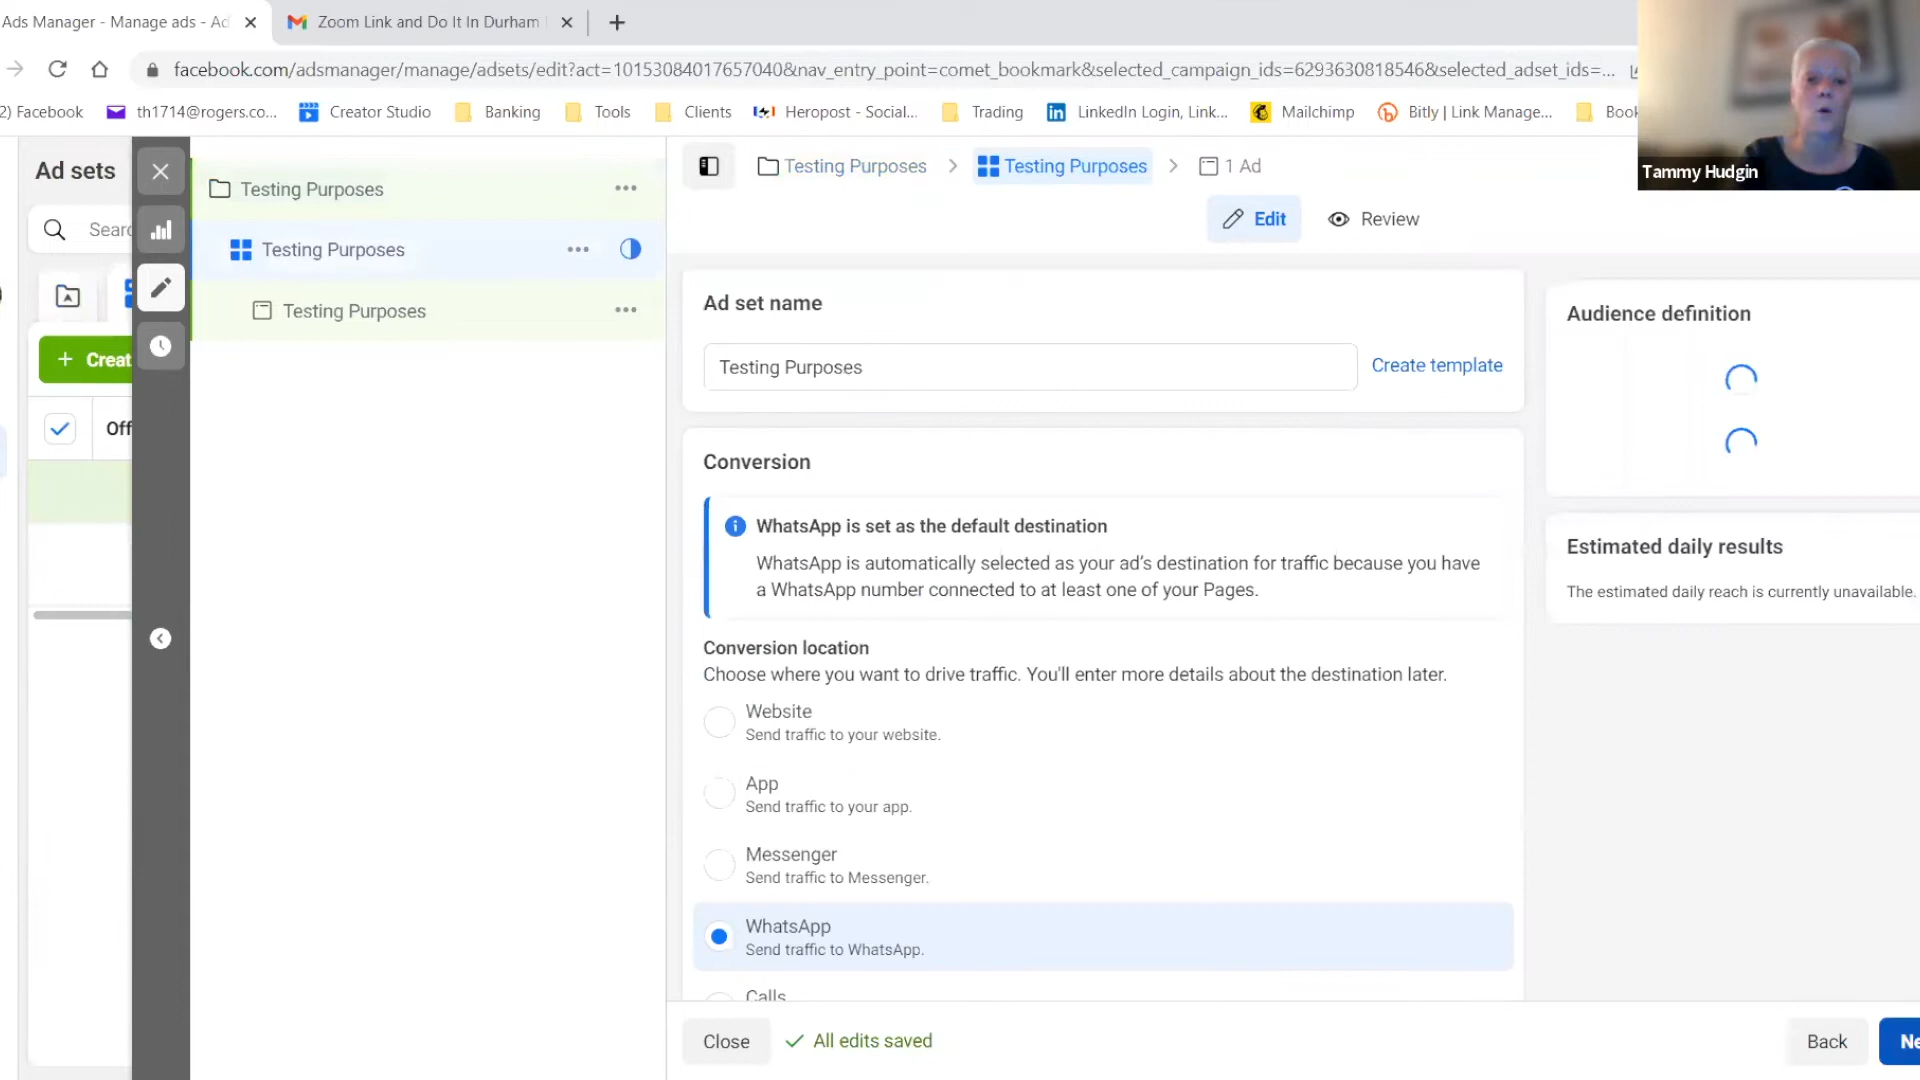 Ads Manager - Manage ads - Ad
Zoom Link and Do It In Durham
facebook.com/adsmanager/manage/adsets/edit?act=10153084017657040&nav_entry_point=comet_bookmark&selected_campaign_ids=6293630818546&selected_adset_ids=...
2) Facebook
th1714@rogers.co...
Creator Studio
Banking
Tools
Clients
Heropost - Social...
Trading
LinkedIn Login, Link...
Mailchimp
Bitly | Link Manage...
Book
Tammy Hudgin
Ad sets
Searc
+ Creat
Off
Testing Purposes
Testing Purposes
Testing Purposes
Testing Purposes > Testing Purposes > 1 Ad
Edit
Review
Ad set name
Testing Purposes
Create template
Conversion
WhatsApp is set as the default destination
WhatsApp is automatically selected as your ad's destination for traffic because you have
a WhatsApp number connected to at least one of your Pages.
Conversion location
Choose where you want to drive traffic. You'll enter more details about the destination later.
Website
Send traffic to your website.
App
Send traffic to your app.
Messenger
Send traffic to Messenger.
WhatsApp
Send traffic to WhatsApp.
Calls
Audience definition
Estimated daily results
The estimated daily reach is currently unavailable.
Close
All edits saved
Back
Ne